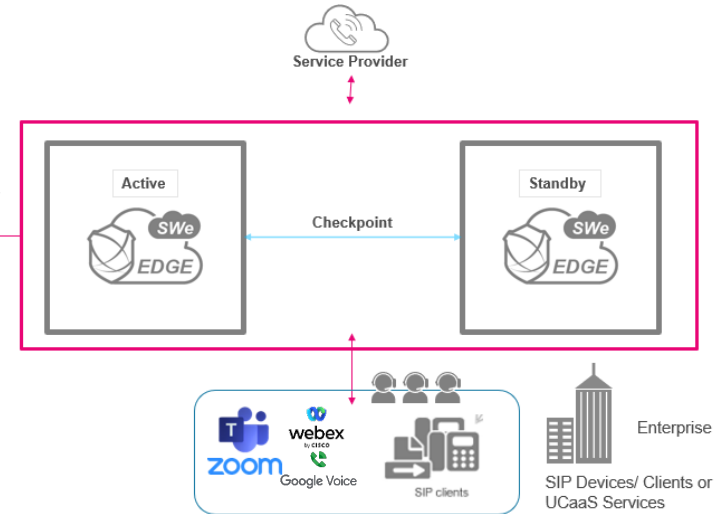 Service Provider
Active
Standby
SWe
EDGE
Checkpoint
SWe
EDGE
T
webex
by CISCO
zoom
Google Voice
SIP clients
Enterprise
SIP Devices/ Clients or
UCaaS Services